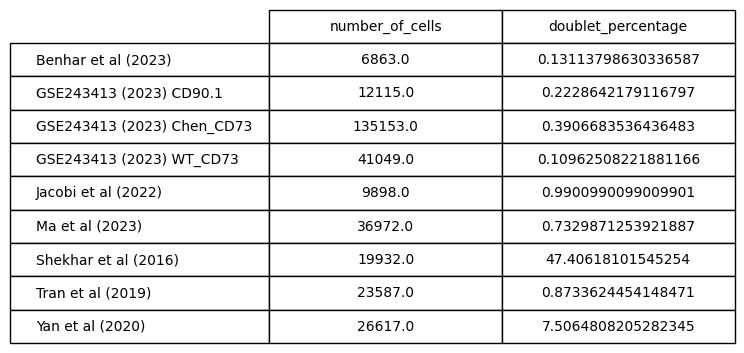 number_of_cells doublet_percentage
Benhar et al (2023) 6863.0 0.13113798630336587
GSE243413 (2023) CD90.1 12115.0 0.2228642179116797
GSE243413 (2023) Chen_CD73 135153.0 0.3906683536436483
GSE243413 (2023) WT_CD73 41049.0 0.10962508221881166
Jacobi et al (2022) 9898.0 0.9900990099009901
Ma et al (2023) 36972.0 0.7329871253921887
Shekhar et al (2016) 19932.0 47.40618101545254
Tran et al (2019) 23587.0 0.8733624454148471
Yan et al (2020) 26617.0 7.5064808205282345